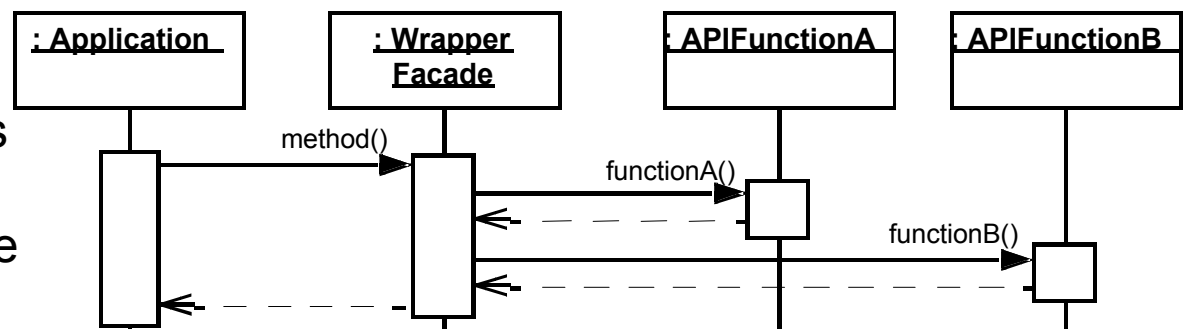 : Application
: Wrapper
Facade
: APIFunctionA
: APIFunctionB
s
method()
functionA()
e
functionB()